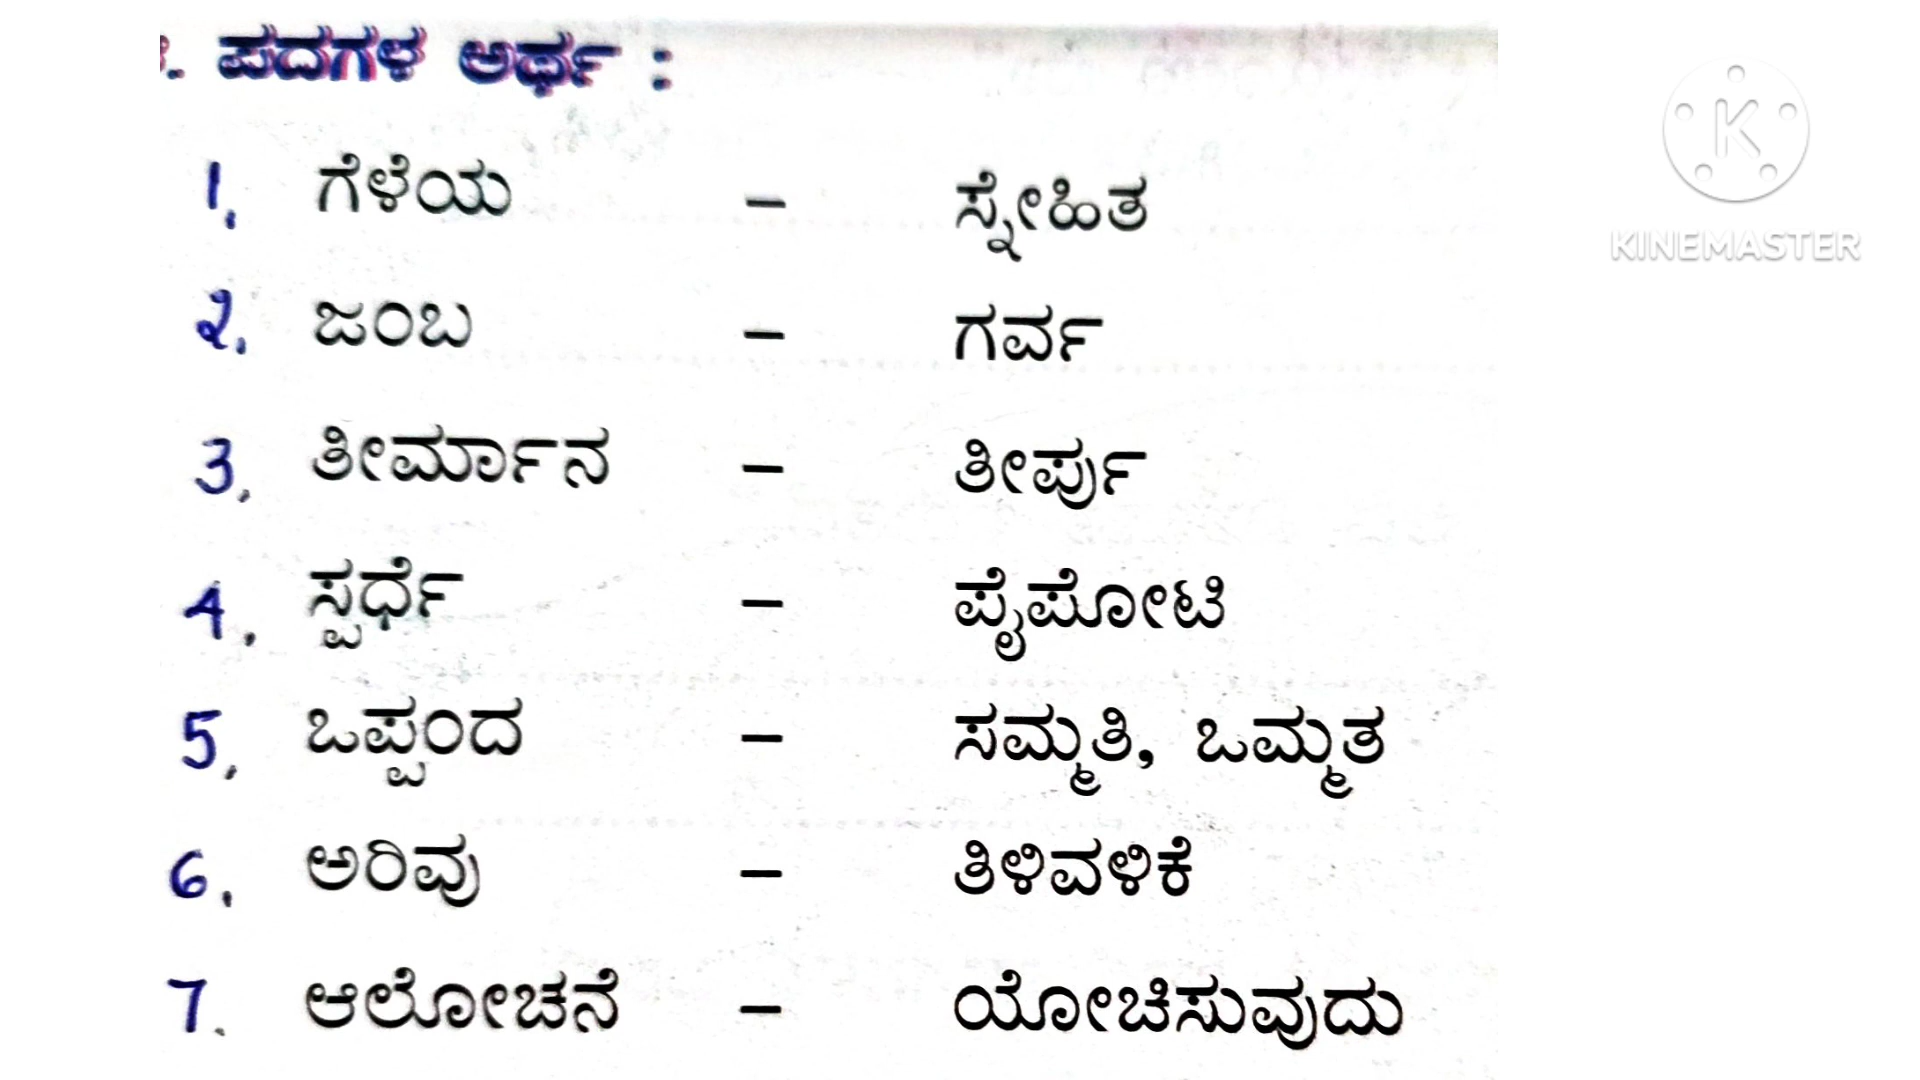 . ಪದಗಳ ಅರ್ಥ :
1, ಗೆಳೆಯ – ಸ್ನೇಹಿತ
2. ಜಂಬ – ಗರ್ವ
3. ತೀರ್ಮಾನ – ತೀರ್ಪು
4. ಸ್ಪರ್ಧೆ – ಪೈಪೋಟಿ
5, ಒಪ್ಪಂದ – ಸಮ್ಮತಿ, ಒಮ್ಮತ
6. ಅರಿವು – ತಿಳಿವಳಿಕೆ
7. ಆಲೋಚನೆ – ಯೋಚಿಸುವುದು
K
KINEMASTER